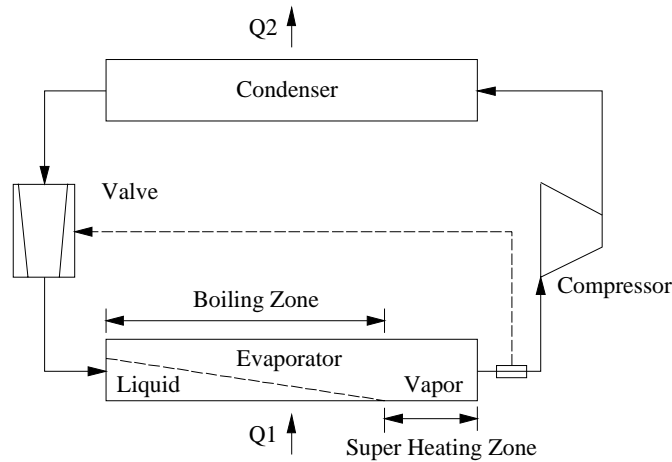 Q2
Condenser
Valve
Compressor
Boiling Zone
Evaporator
Liquid
Vapor
Q1
Super Heating Zone